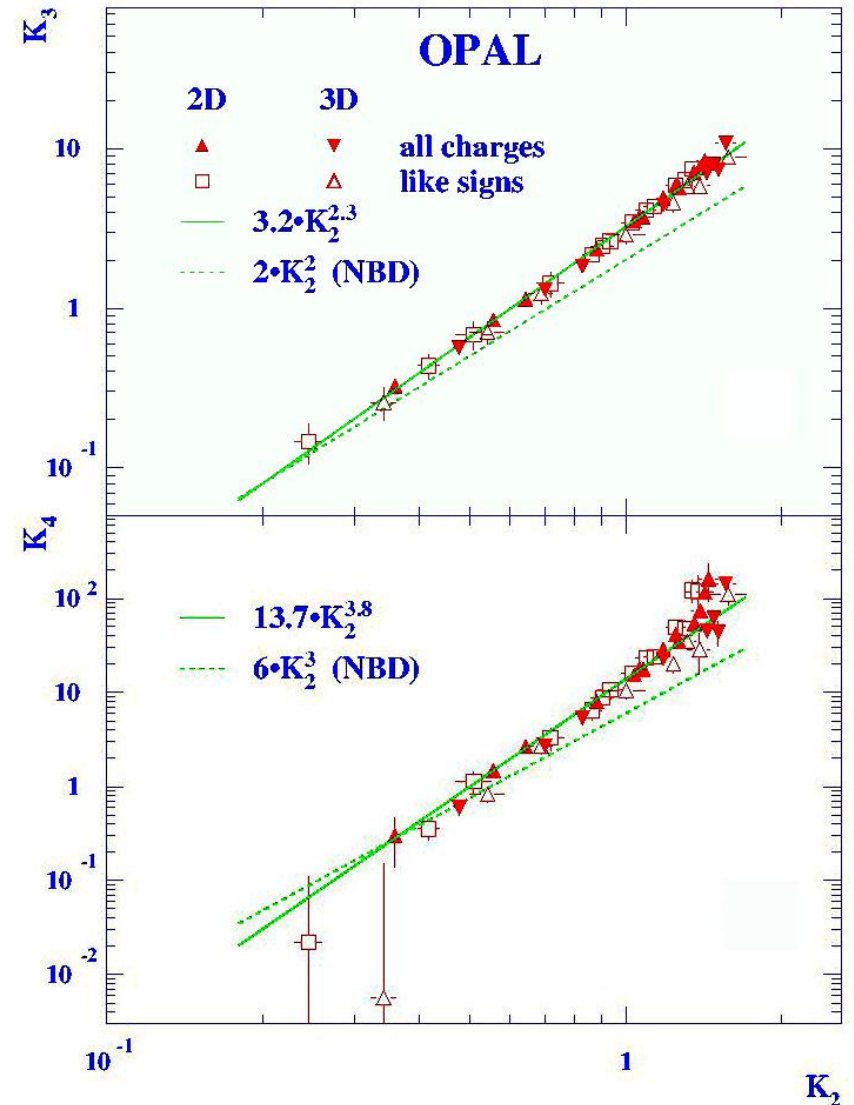 K₃
OPAL
2D 3D
all charges
like signs
3.2•K₂^2.3
2•K₂^2 (NBD)
10
1
10^-1
K₄
13.7•K₂^3.8
6•K₂^3 (NBD)
10^2
10
1
10^-1
10^-2
10^-1 1
K₂